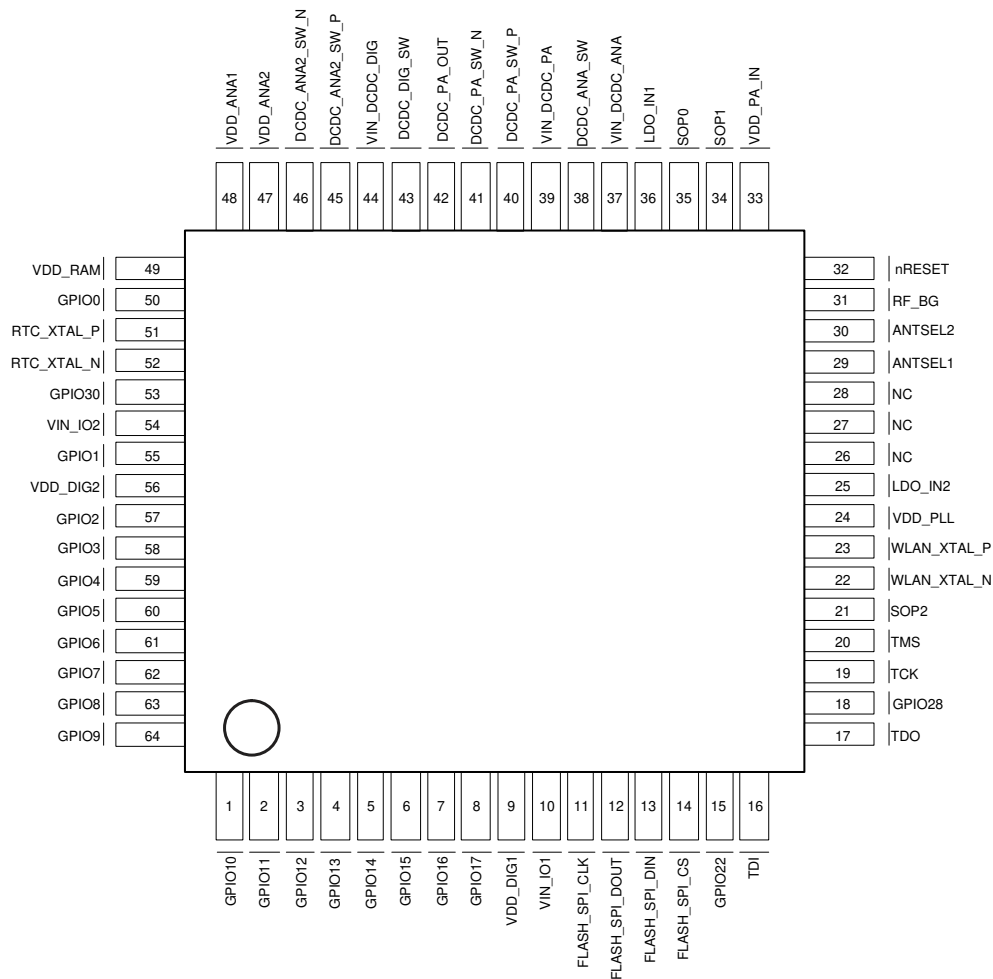 VDD_ANA1
VDD_ANA2
DCDC_ANA2_SW_N
DCDC_ANA2_SW_P
VIN_DCDC_DIG
DCDC_DIG_SW
DCDC_PA_OUT
DCDC_PA_SW_N
DCDC_PA_SW_P
VIN_DCDC_PA
DCDC_ANA_SW
VIN_DCDC_ANA
LDO_IN1
SOP0
SOP1
VDD_PA_IN
48
47
46
45
44
43
42
41
40
39
38
37
36
35
34
33
VDD_RAM 49
GPIO0 50
RTC_XTAL_P 51
RTC_XTAL_N 52
GPIO30 53
VIN_IO2 54
GPIO1 55
VDD_DIG2 56
GPIO2 57
GPIO3 58
GPIO4 59
GPIO5 60
GPIO6 61
GPIO7 62
GPIO8 63
GPIO9 64
32 nRESET
31 RF_BG
30 ANTSEL2
29 ANTSEL1
28 NC
27 NC
26 NC
25 LDO_IN2
24 VDD_PLL
23 WLAN_XTAL_P
22 WLAN_XTAL_N
21 SOP2
20 TMS
19 TCK
18 GPIO28
17 TDO
1
2
3
4
5
6
7
8
9
10
11
12
13
14
15
16
GPIO10
GPIO11
GPIO12
GPIO13
GPIO14
GPIO15
GPIO16
GPIO17
VDD_DIG1
VIN_IO1
FLASH_SPI_CLK
FLASH_SPI_DOUT
FLASH_SPI_DIN
FLASH_SPI_CS
GPIO22
TDI